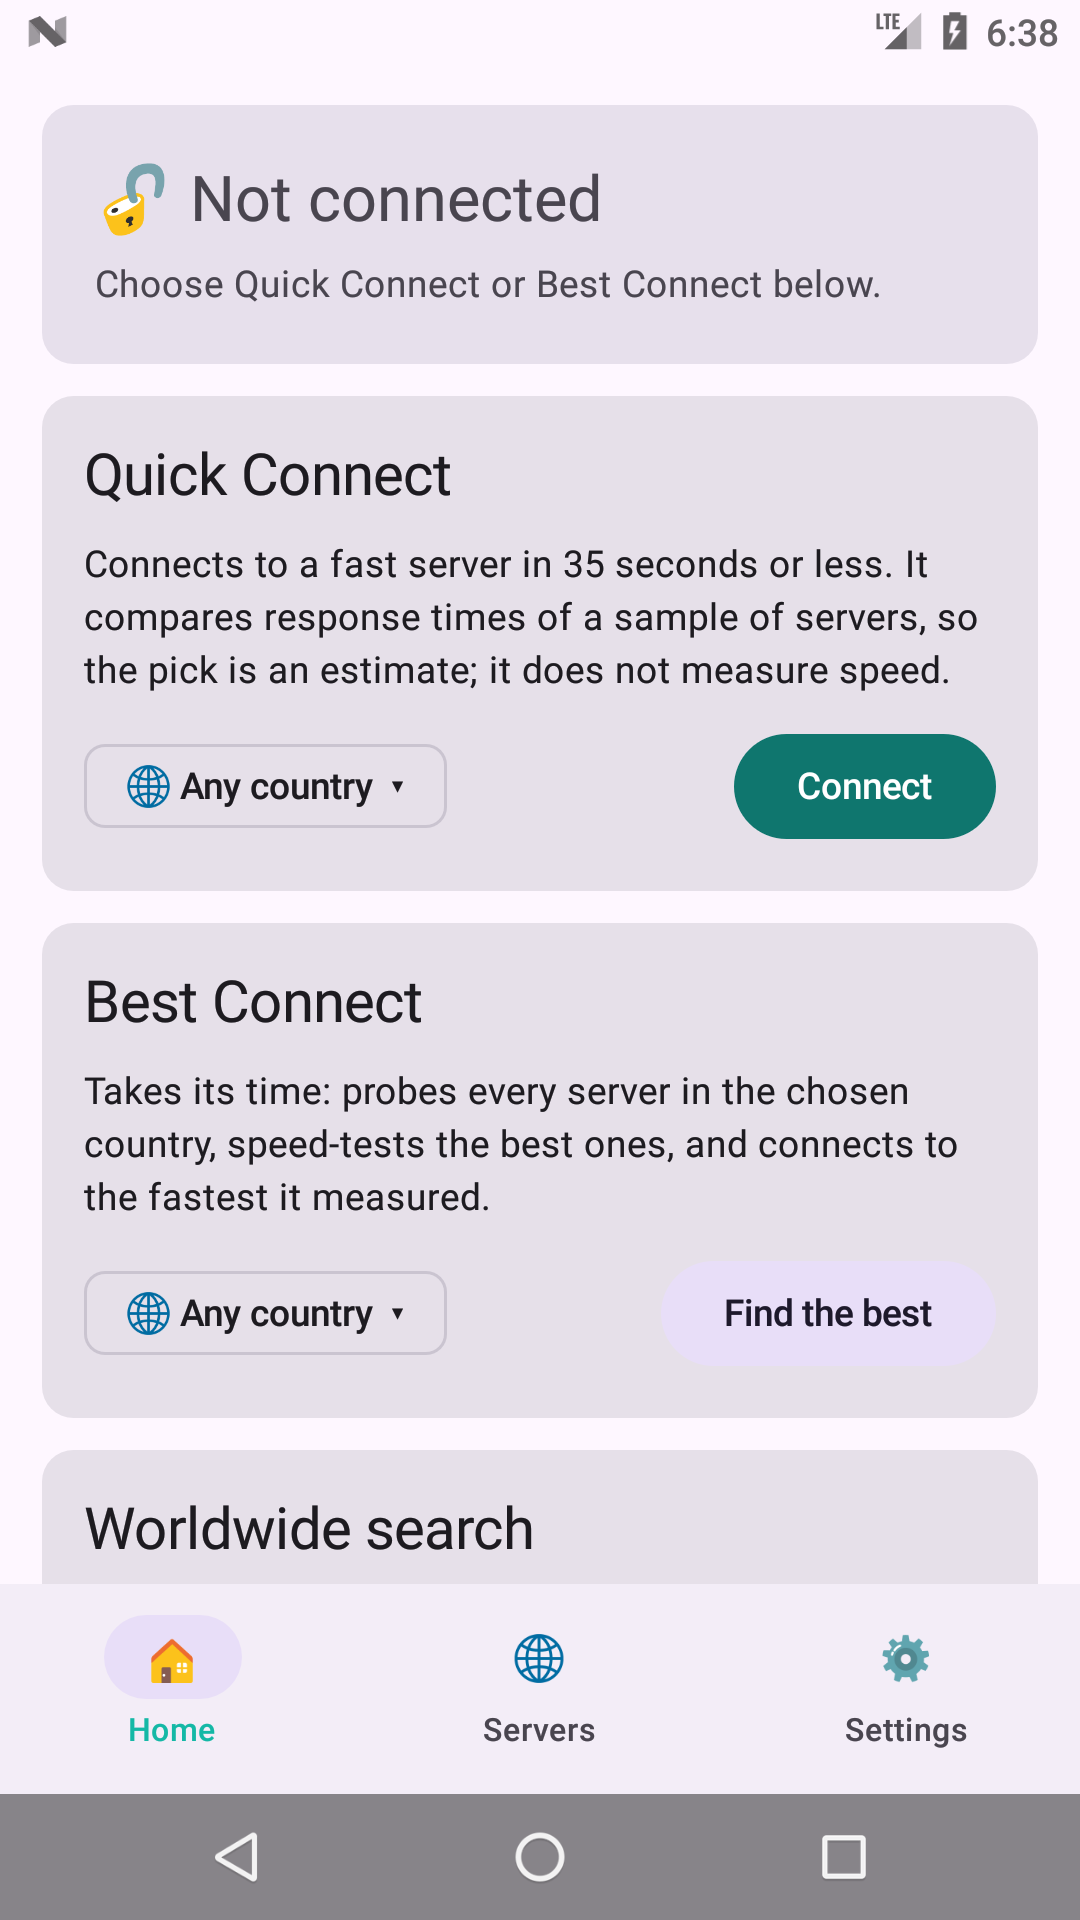 LTE 6:38
Not connected
Choose Quick Connect or Best Connect below.
Quick Connect
Connects to a fast server in 35 seconds or less. It
compares response times of a sample of servers, so
the pick is an estimate; it does not measure speed.
Any country
Connect
Best Connect
Takes its time: probes every server in the chosen
country, speed-tests the best ones, and connects to
the fastest it measured.
Any country
Find the best
Worldwide search
Home
Servers
Settings